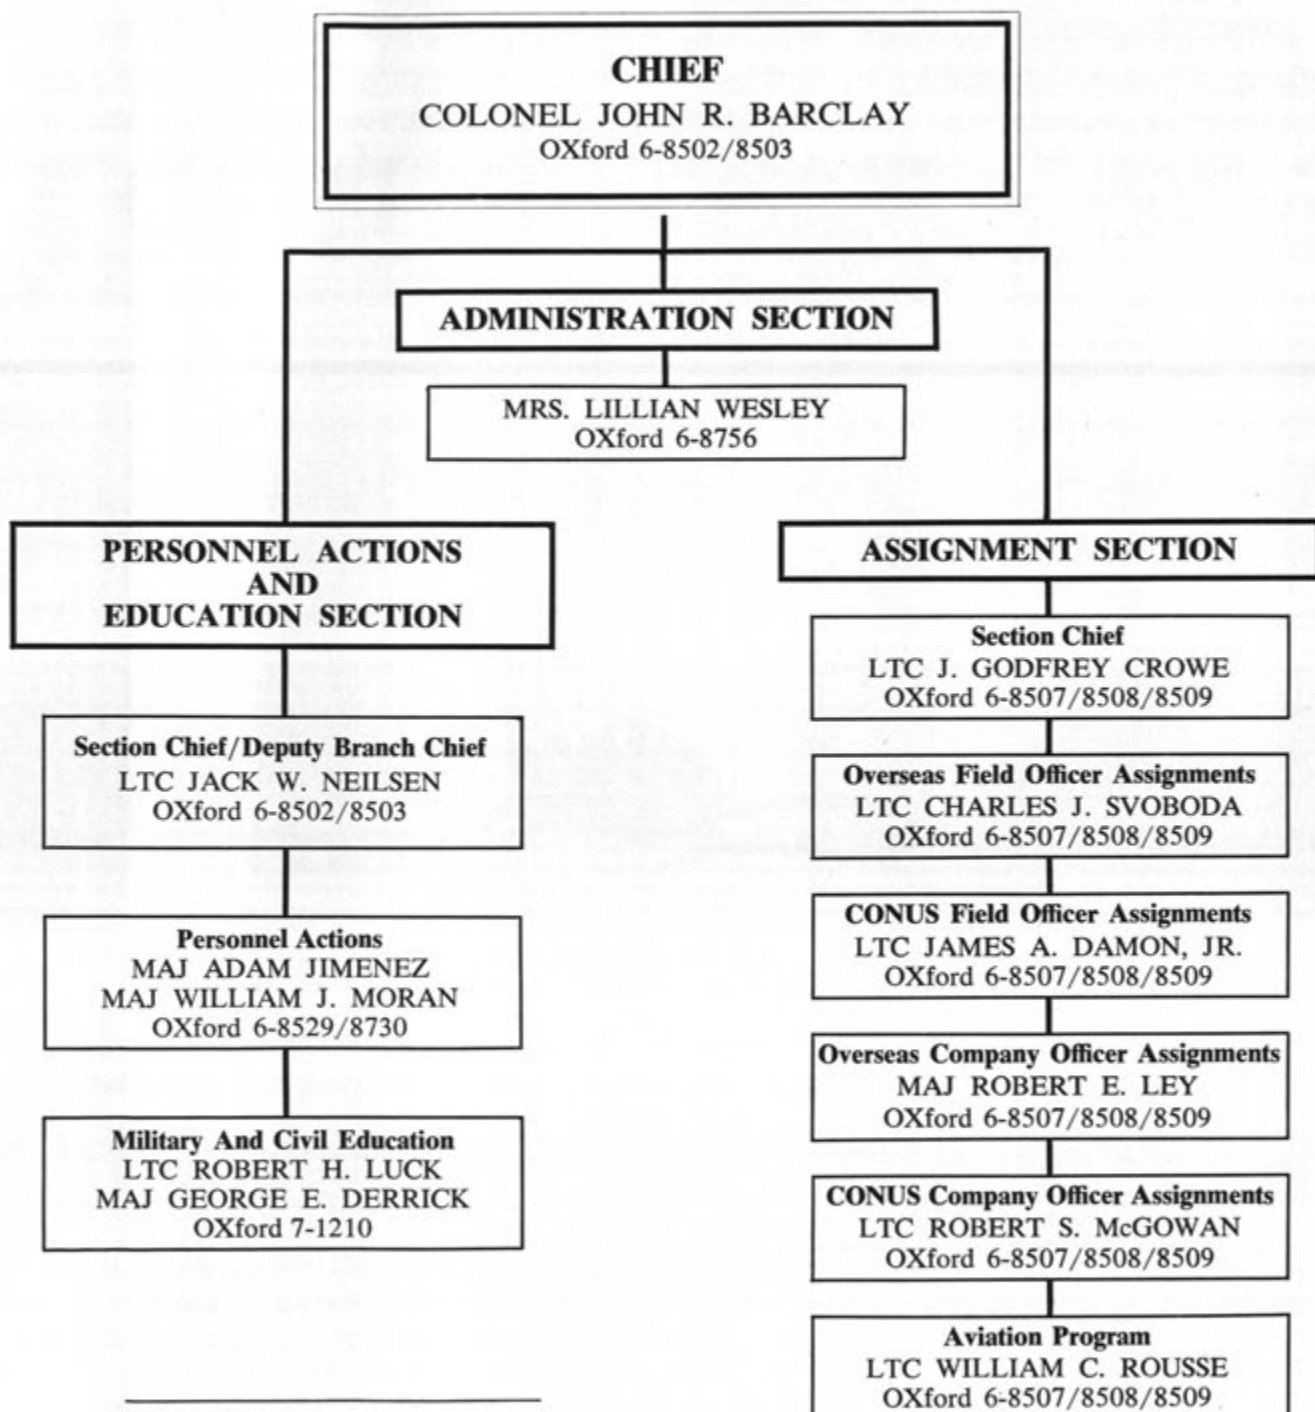 CHIEF
COLONEL JOHN R. BARCLAY
OXford 6-8502/8503
ADMINISTRATION SECTION
MRS. LILLIAN WESLEY
OXford 6-8756
PERSONNEL ACTIONS
AND
EDUCATION SECTION
Section Chief/Deputy Branch Chief
LTC JACK W. NEILSEN
OXford 6-8502/8503
Personnel Actions
MAJ ADAM JIMENEZ
MAJ WILLIAM J. MORAN
OXford 6-8529/8730
Military And Civil Education
LTC ROBERT H. LUCK
MAJ GEORGE E. DERRICK
OXford 7-1210
ASSIGNMENT SECTION
Section Chief
LTC J. GODFREY CROWE
OXford 6-8507/8508/8509
Overseas Field Officer Assignments
LTC CHARLES J. SVOBODA
OXford 6-8507/8508/8509
CONUS Field Officer Assignments
LTC JAMES A. DAMON, JR.
OXford 6-8507/8508/8509
Overseas Company Officer Assignments
MAJ ROBERT E. LEY
OXford 6-8507/8508/8509
CONUS Company Officer Assignments
LTC ROBERT S. McGOWAN
OXford 6-8507/8508/8509
Aviation Program
LTC WILLIAM C. ROUSSE
OXford 6-8507/8508/8509